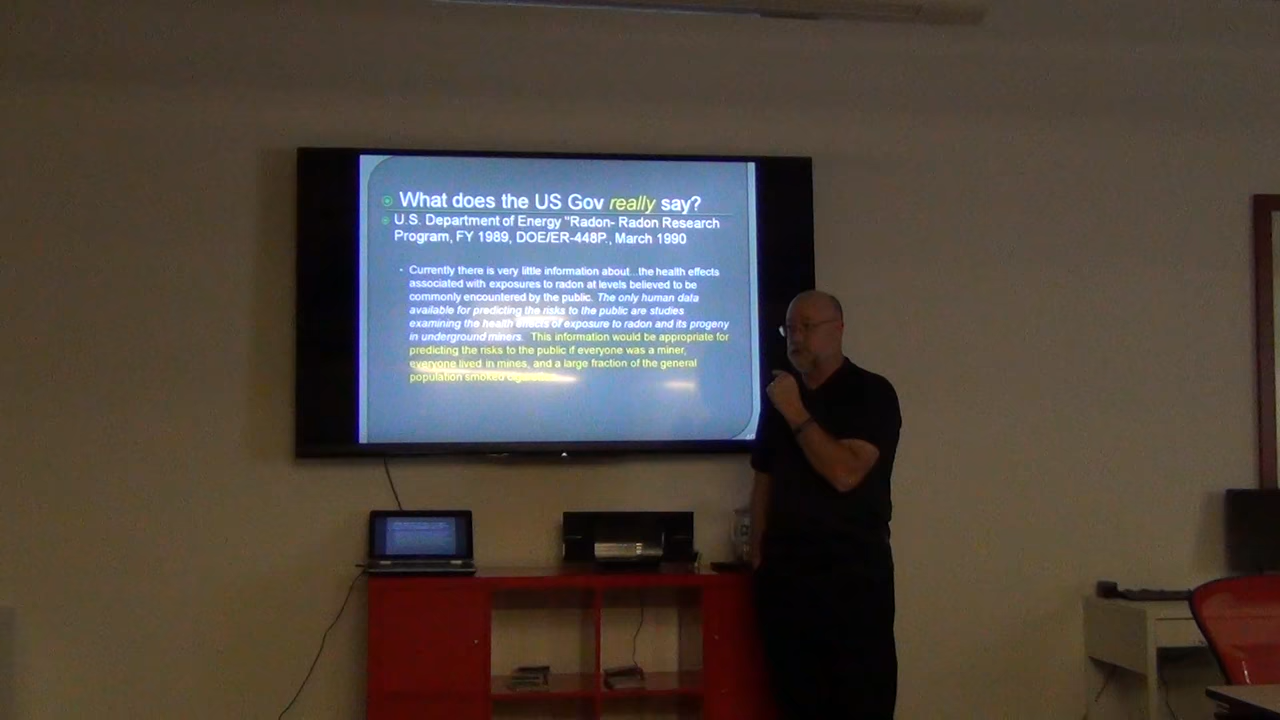 What does the US Gov really say?
U.S. Department of Energy "Radon- Radon Research
Program, FY 1989, DOE/ER-448P., March 1990
Currently there is very little information about...the health effects
associated with exposures to radon at levels believed to be
commonly encountered by the public. The only human data
available for predicting the risks to the public are studies
examining the health effects of exposure to radon and its progeny
in underground miners. This information would be appropriate for
predicting the risks to the public if everyone was a miner,
everyone lived in mines, and a large fraction of the general
population smoked